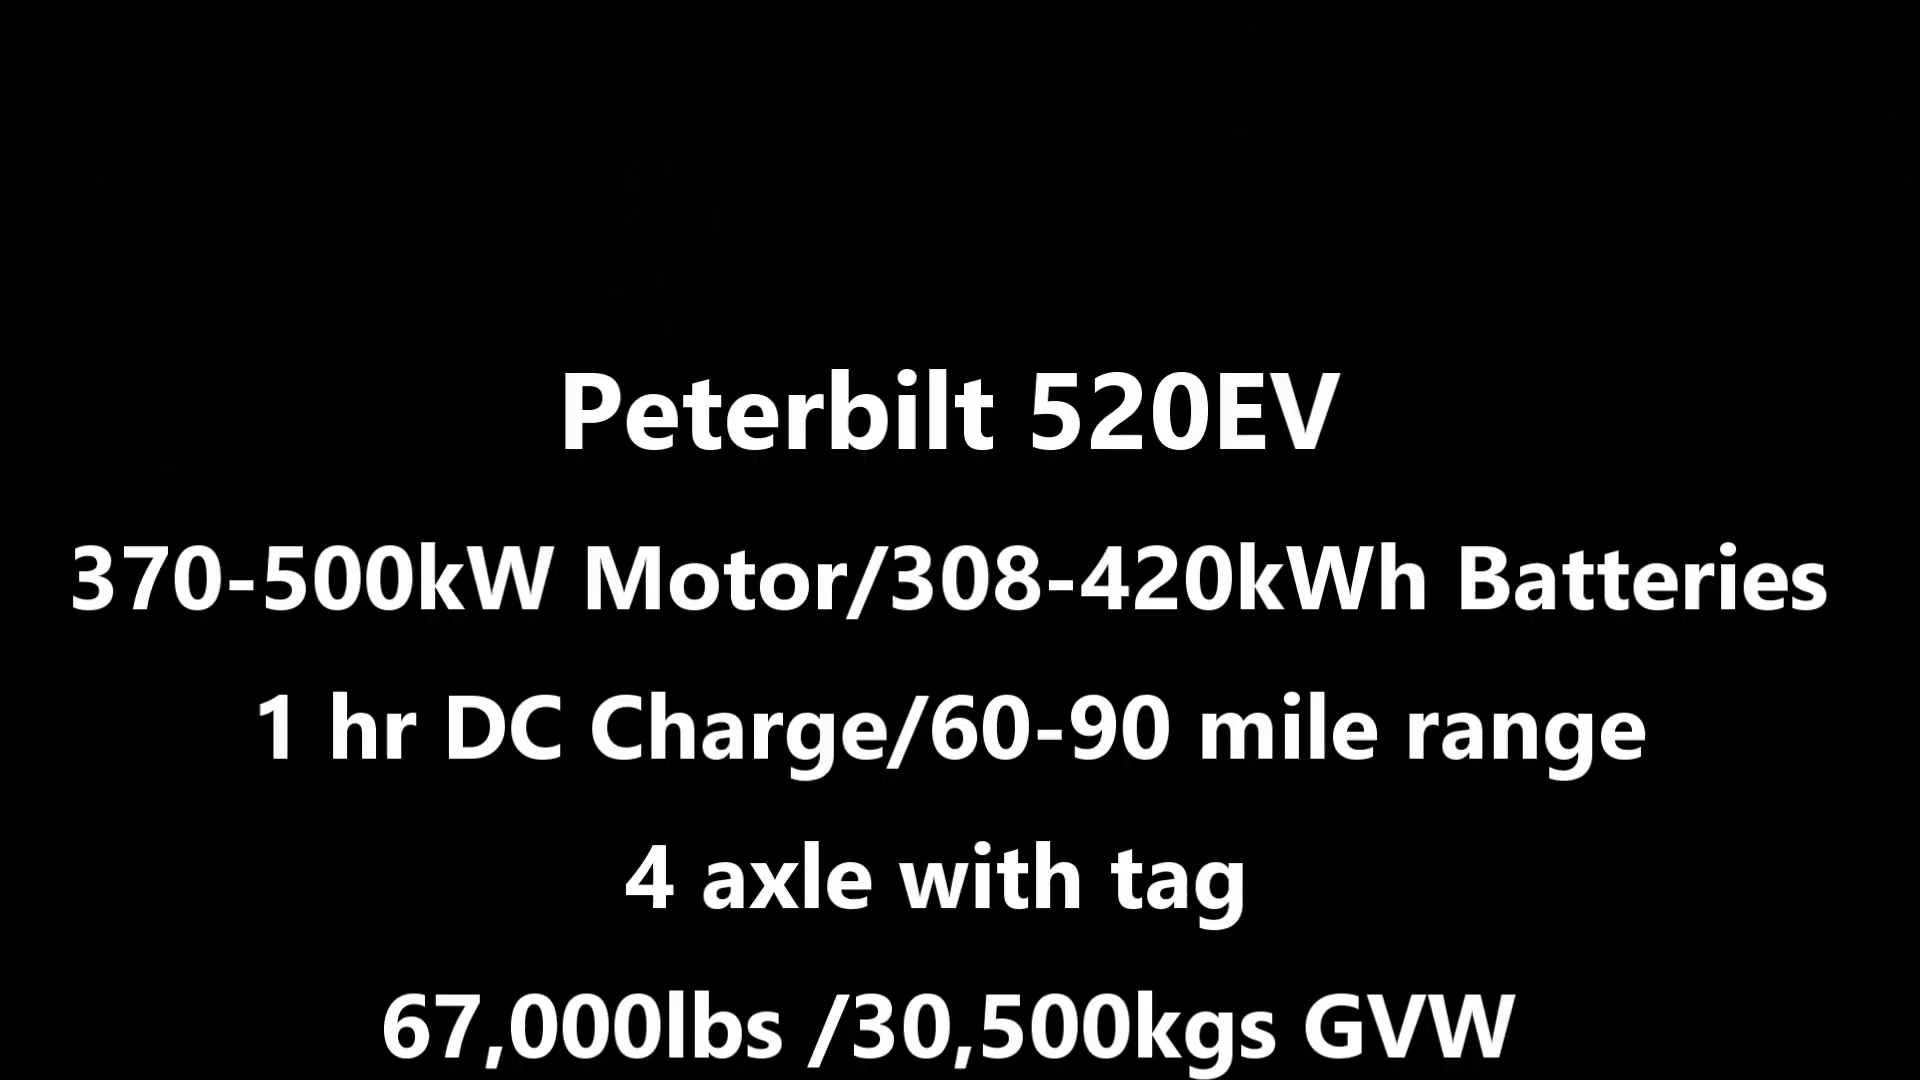 Peterbilt 520EV
370-500kW Motor/308-420kWh Batteries
1 hr DC Charge/60-90 mile range
4 axle with tag
67,000lbs /30,500kgs GVW